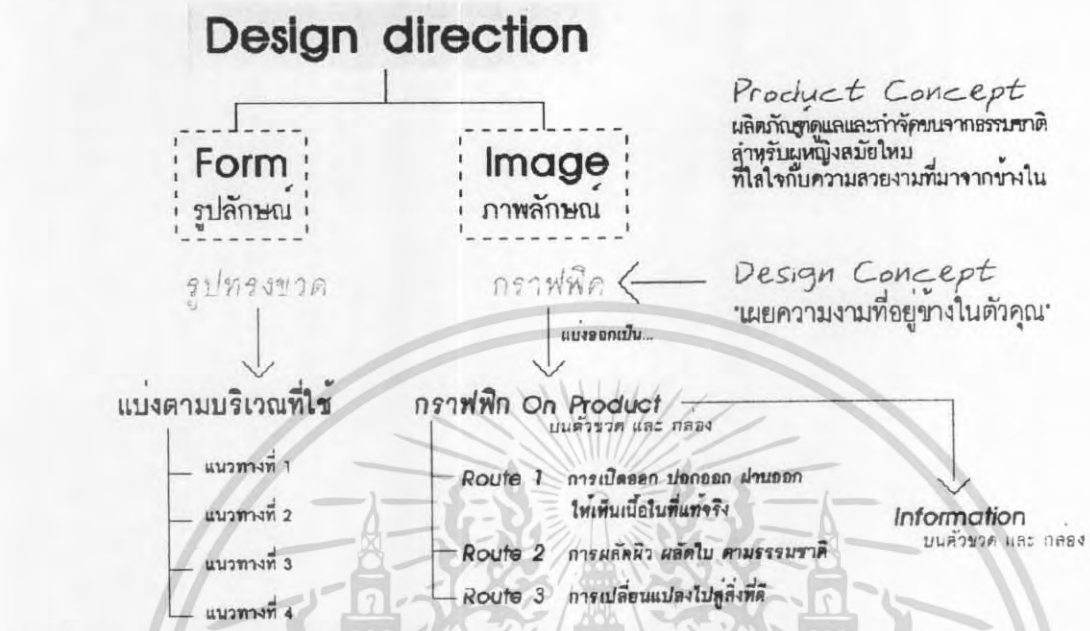 Design direction
Form
รูปลักษณ์
Image
ภาพลักษณ์
Product Concept
ผลิตภัณฑ์ดูแลและกำจัดขนจากธรรมชาติ
สำหรับผู้หญิงสมัยใหม่
ที่ใส่ใจกับความสวยงามที่มาจากข้างใน
รูปทรงขวด
กราฟฟิค
Design Concept
"เผยความงามที่อยู่ข้างในตัวคุณ"
แบ่งออกเป็น...
แบ่งตามบริเวณที่ใช้
แนวทางที่ 1
แนวทางที่ 2
แนวทางที่ 3
แนวทางที่ 4
กราฟฟิก On Product
บนตัวขวด และ กล่อง
Route 1 การเปิดออก ปอกออก ผ่านออก
ให้เห็นเนื้อในที่แท้จริง
Route 2 การผลัดผิว ผลัดใบ ตามธรรมชาติ
Route 3 การเปลี่ยนแปลงไปสู่สิ่งที่ดี
Information
บนตัวขวด และ กล่อง